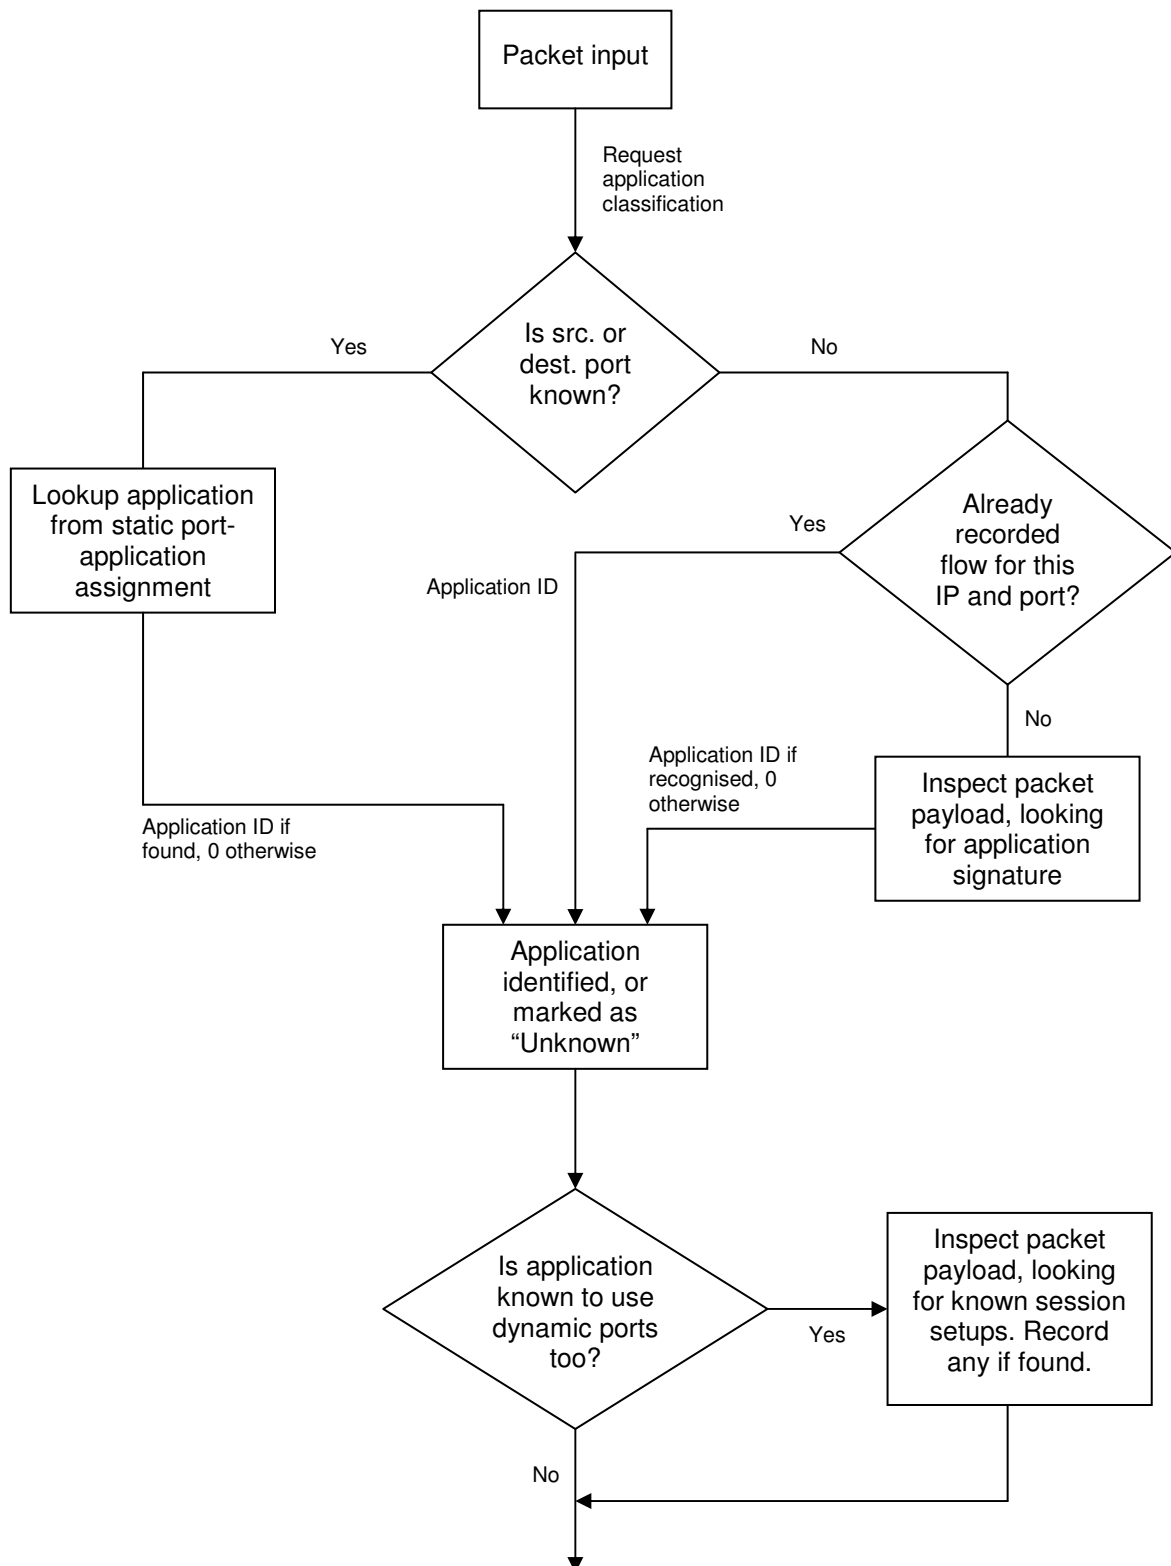 Packet input
Request
application
classification
Is src. or
dest. port
known?
Yes
No
Lookup application
from static port-
application
assignment
Already
recorded
flow for this
IP and port?
Yes
Application ID
No
Application ID if
recognised, 0
otherwise
Inspect packet
payload, looking
for application
signature
Application ID if
found, 0 otherwise
Application
identified, or
marked as
“Unknown”
Is application
known to use
dynamic ports
too?
Yes
Inspect packet
payload, looking
for known session
setups. Record
any if found.
No